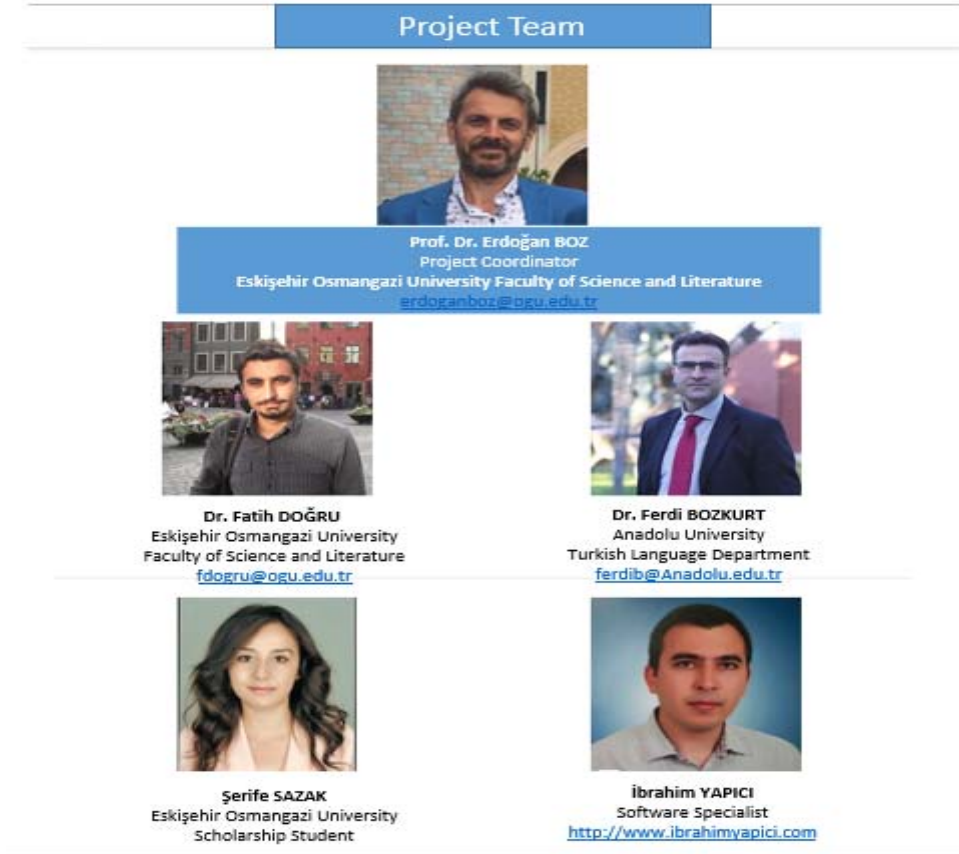 Project Team
Prof. Dr. Erdoğan BOZ
Project Coordinator
Eskişehir Osmangazi University Faculty of Science and Literature
erdoganboz@ogu.edu.tr
Dr. Fatih DOĞRU
Eskişehir Osmangazi University
Faculty of Science and Literature
fdogru@ogu.edu.tr
Dr. Ferdi BOZKURT
Anadolu University
Turkish Language Department
ferdib@Anadolu.edu.tr
Şerife SAZAK
Eskişehir Osmangazi University
Scholarship Student
İbrahim YAPICI
Software Specialist
http://www.ibrahimyapici.com